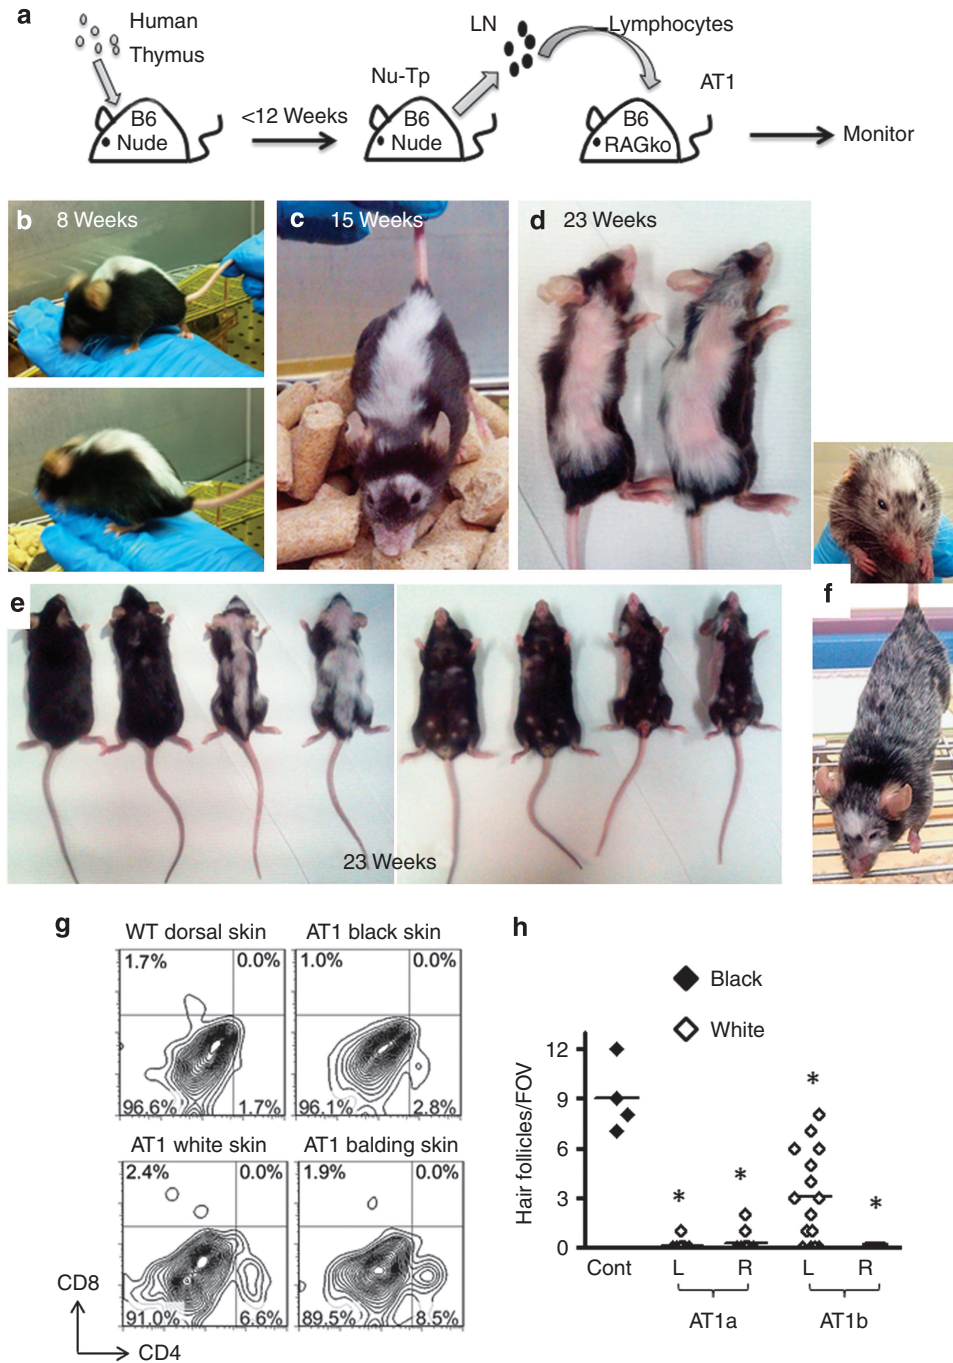 a
Human
Thymus
B6
Nude
<12 Weeks
Nu-Tp
B6
Nude
LN
Lymphocytes
AT1
B6
RAGko
Monitor
b 8 Weeks
c 15 Weeks
d 23 Weeks
e
23 Weeks
f
g
WT dorsal skin
1.7% 0.0%
96.6% 1.7%
AT1 black skin
1.0% 0.0%
96.1% 2.8%
AT1 white skin
2.4% 0.0%
91.0% 6.6%
AT1 balding skin
1.9% 0.0%
89.5% 8.5%
CD8
CD4
h
Black
White
Hair follicles/FOV
12
9
6
3
0
* * * *
Cont L R L R
AT1a AT1b